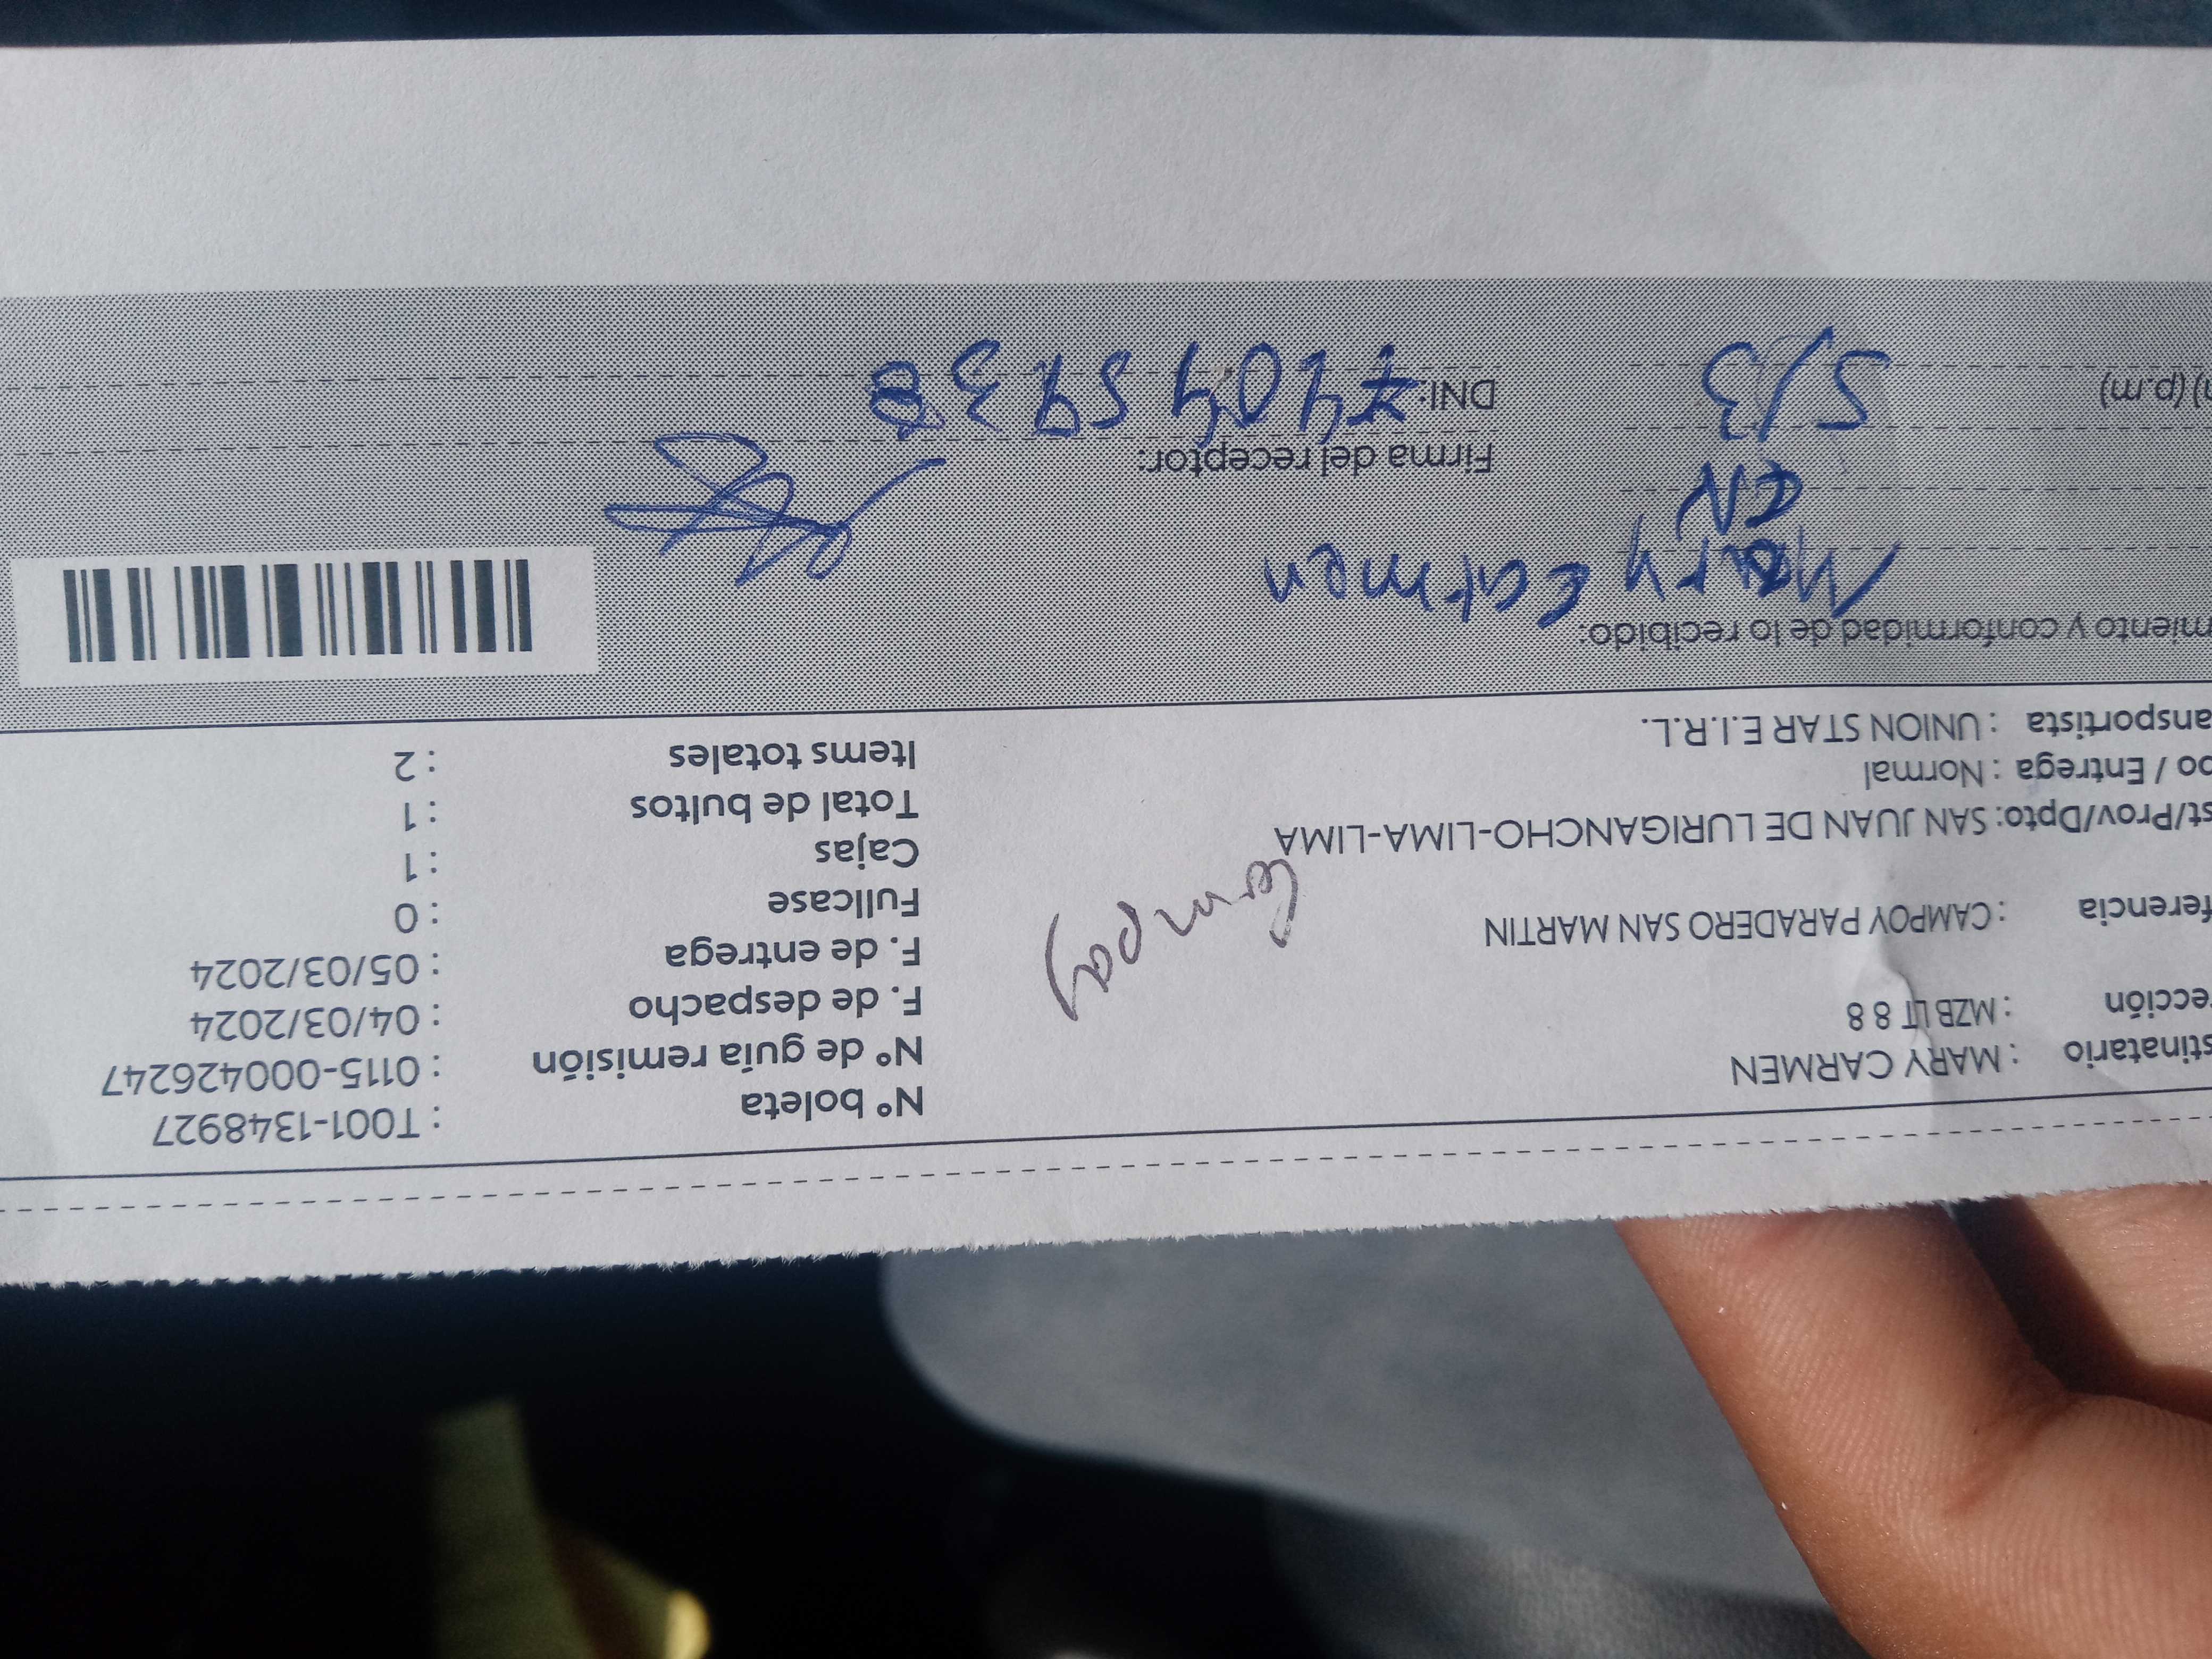 stinatario : MARY CARMEN
ección : MZB LT 8 8
ferencia : CAMPOY PARADERO SAN MARTIN
st/Prov/Dpto: SAN JUAN DE LURIGANCHO-LIMA-LIMA
po / Entrega : Normal
ansportista : UNION STAR E.I.R.L.
Campoy
N° boleta : T001-1348927
N° de guía remisión : 0115-000426247
F. de despacho : 04/03/2024
F. de entrega : 05/03/2024
Fullcase : 0
Cajas : 1
Total de bultos : 1
Items totales : 2
miento y conformidad de lo recibido:
Mary Carmen
Firma del receptor:
DNI:
) (p.m)
5/3